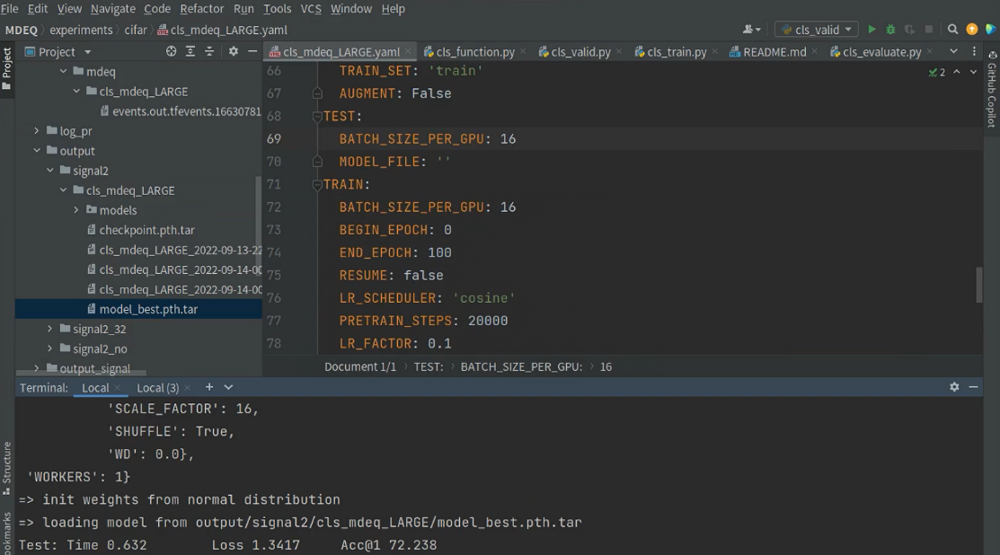 File Edit View Navigate Code Refactor Run Tools VCS Window Help
MDEQ experiments cifar cls_mdeq_LARGE.yaml cls_valid
Project cls_mdeq_LARGE.yaml cls_function.py cls_valid.py cls_train.py README.md cls_evaluate.py
Project
mdeq
cls_mdeq_LARGE
events.out.tfevents.16630781
log_pr
output
signal2
cls_mdeq_LARGE
models
checkpoint.pth.tar
cls_mdeq_LARGE_2022-09-13-22
cls_mdeq_LARGE_2022-09-14-00
cls_mdeq_LARGE_2022-09-14-00
model_best.pth.tar
signal2_32
signal2_no
output_signal
66 TRAIN_SET: 'train'
67 AUGMENT: False
68 TEST:
69 BATCH_SIZE_PER_GPU: 16
70 MODEL_FILE: ''
71 TRAIN:
72 BATCH_SIZE_PER_GPU: 16
73 BEGIN_EPOCH: 0
74 END_EPOCH: 100
75 RESUME: false
76 LR_SCHEDULER: 'cosine'
77 PRETRAIN_STEPS: 20000
78 LR_FACTOR: 0.1
2
GitHub Copilot
Document 1/1 TEST: BATCH_SIZE_PER_GPU: 16
Terminal: Local Local (3)
'SCALE_FACTOR': 16,
'SHUFFLE': True,
'WD': 0.0},
'WORKERS': 1}
=> init weights from normal distribution
=> loading model from output/signal2/cls_mdeq_LARGE/model_best.pth.tar
Test: Time 0.632 Loss 1.3417 Acc@1 72.238
Structure